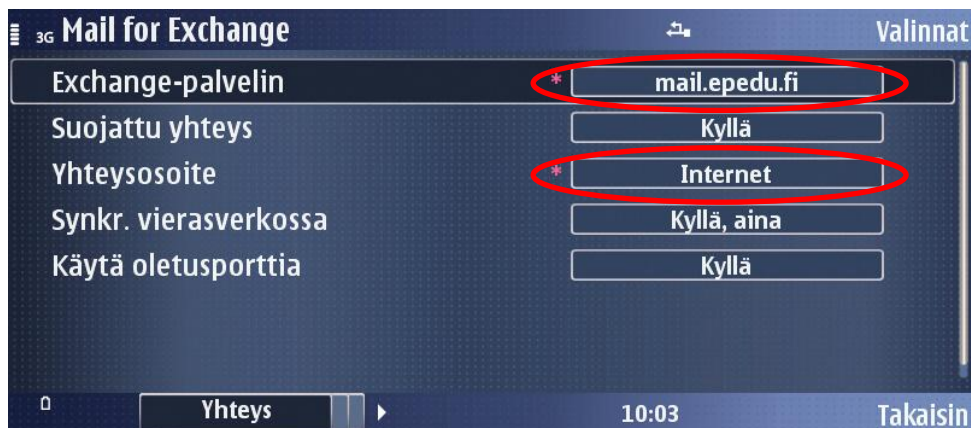 3G Mail for Exchange Valinnat
Exchange-palvelin * mail.epedu.fi
Suojattu yhteys Kyllä
Yhteysosoite * Internet
Synkr. vierasverkossa Kyllä, aina
Käytä oletusporttia Kyllä
Yhteys 10:03 Takaisin